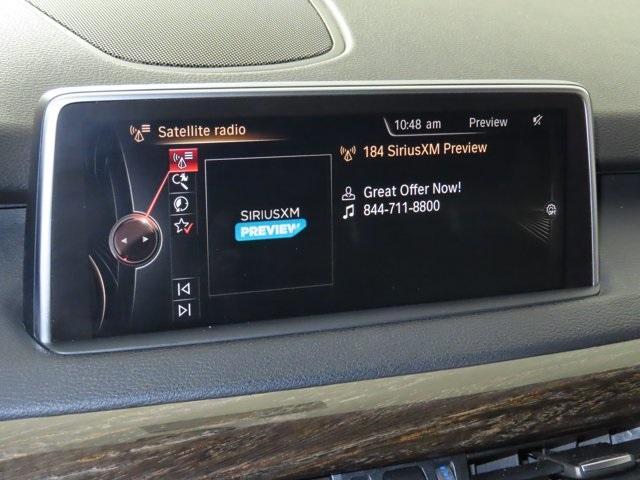 Satellite radio
10:48 am
Preview
184 SiriusXM Preview
SIRIUSXM
PREVIEW
Great Offer Now!
844-711-8800